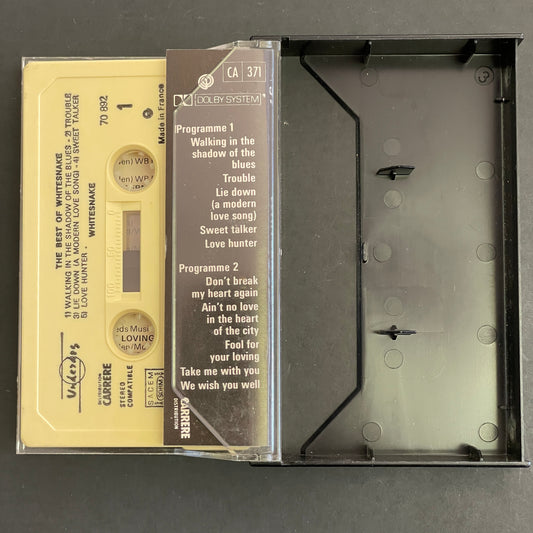 THE BEST OF WHITESNAKE
1) WALKING IN THE SHADOW OF THE BLUES - 2) TROUBLE
3) LIE DOWN (A MODERN LOVE SONG) - 4) SWEET TALKER
5) LOVE HUNTER - WHITESNAKE
70 892
1
Made in France
Underdog
DISTRIBUTION
CARRERE
STEREO
COMPATIBLE
SACEM
LOVING
CA 371
DOLBY SYSTEM
Programme 1
Walking in the
shadow of the
blues
Trouble
Lie down
(a modern
love song)
Sweet talker
Love hunter
Programme 2
Don't break
my heart again
Ain't no love
in the heart
of the city
Fool for
your loving
Take me with you
We wish you well
DISTRIBUTION
CARRERE